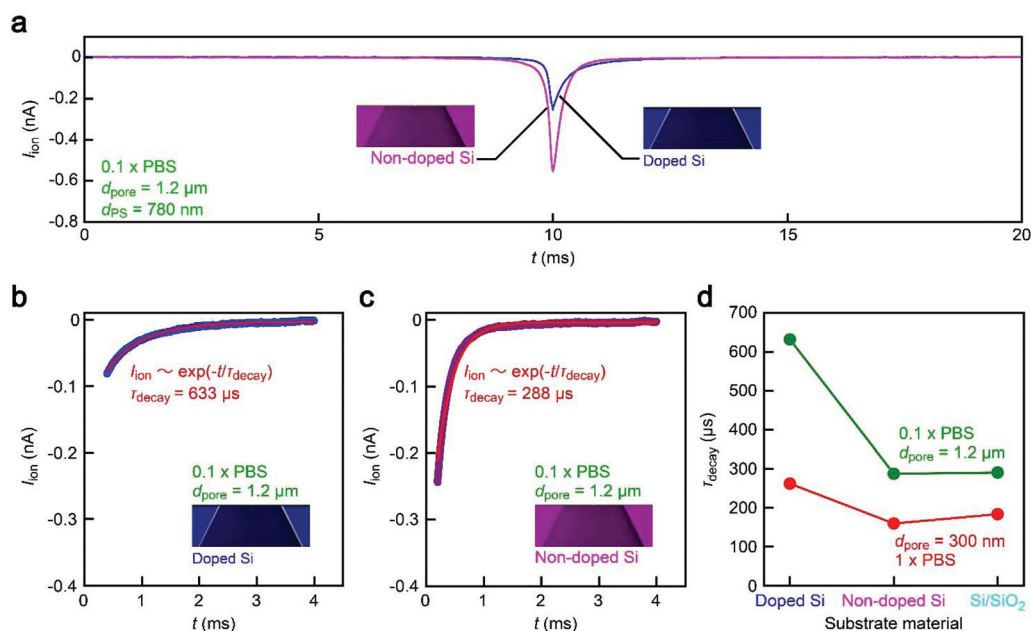 a
0
-0.2
-0.4
-0.6
-0.8
I_ion (nA)
Non-doped Si
Doped Si
0.1 x PBS
d_pore = 1.2 µm
d_PS = 780 nm
0 5 10 15 20
t (ms)
b
0
-0.1
-0.2
-0.3
-0.4
I_ion (nA)
I_ion ～ exp(-t/τ_decay)
τ_decay = 633 µs
0.1 x PBS
d_pore = 1.2 µm
Doped Si
0 1 2 3 4
t (ms)
c
0
-0.1
-0.2
-0.3
-0.4
I_ion (nA)
I_ion ～ exp(-t/τ_decay)
τ_decay = 288 µs
0.1 x PBS
d_pore = 1.2 µm
Non-doped Si
0 1 2 3 4
t (ms)
d
700
600
500
400
300
200
100
0
τ_decay (µs)
0.1 x PBS
d_pore = 1.2 µm
d_pore = 300 nm
1 x PBS
Doped Si Non-doped Si Si/SiO₂
Substrate material